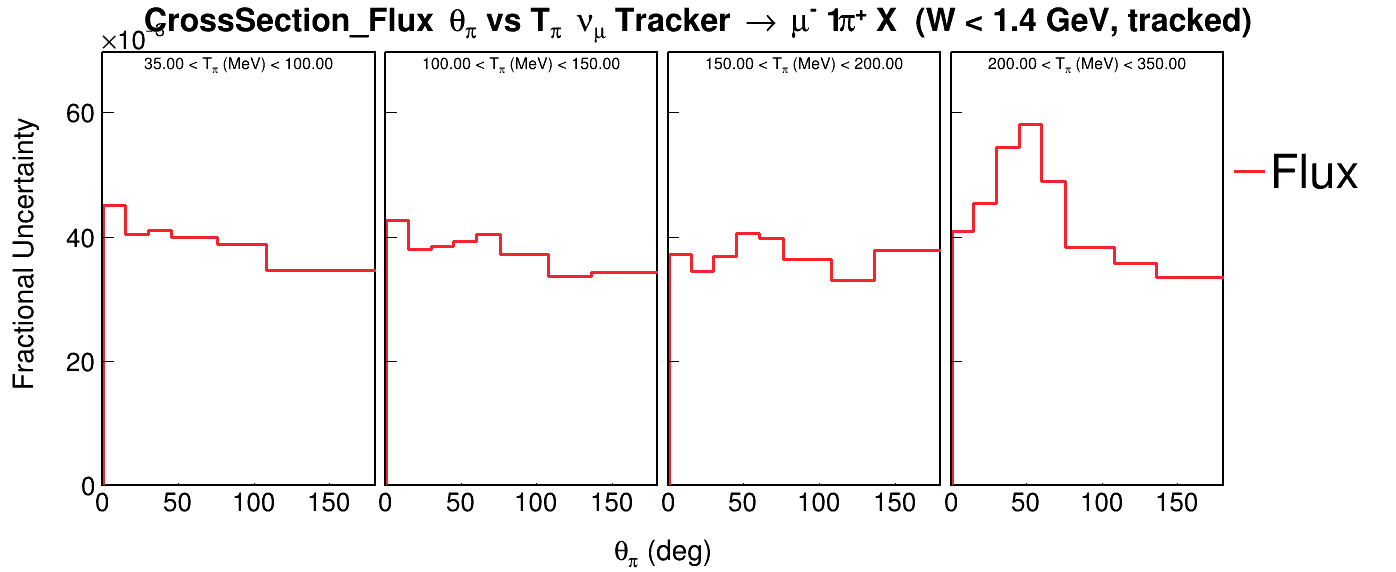 CrossSection_Flux θπ vs Tπ νμ Tracker → μ- 1π+ X (W < 1.4 GeV, tracked)
×10-3
35.00 < Tπ (MeV) < 100.00
100.00 < Tπ (MeV) < 150.00
150.00 < Tπ (MeV) < 200.00
200.00 < Tπ (MeV) < 350.00
Fractional Uncertainty
60
40
20
0
Flux
0 50 100 150
0 50 100 150
0 50 100 150
0 50 100 150
θπ (deg)